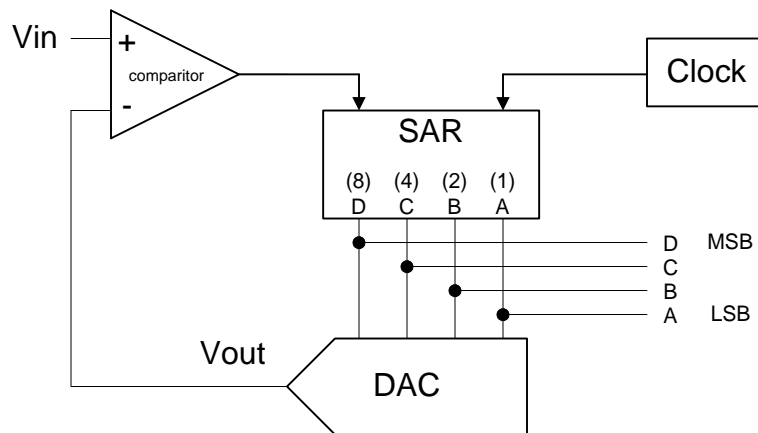 Vin
+
comparitor
-
Clock
SAR
(8) (4) (2) (1)
D C B A
D MSB
C
B
A LSB
Vout
DAC